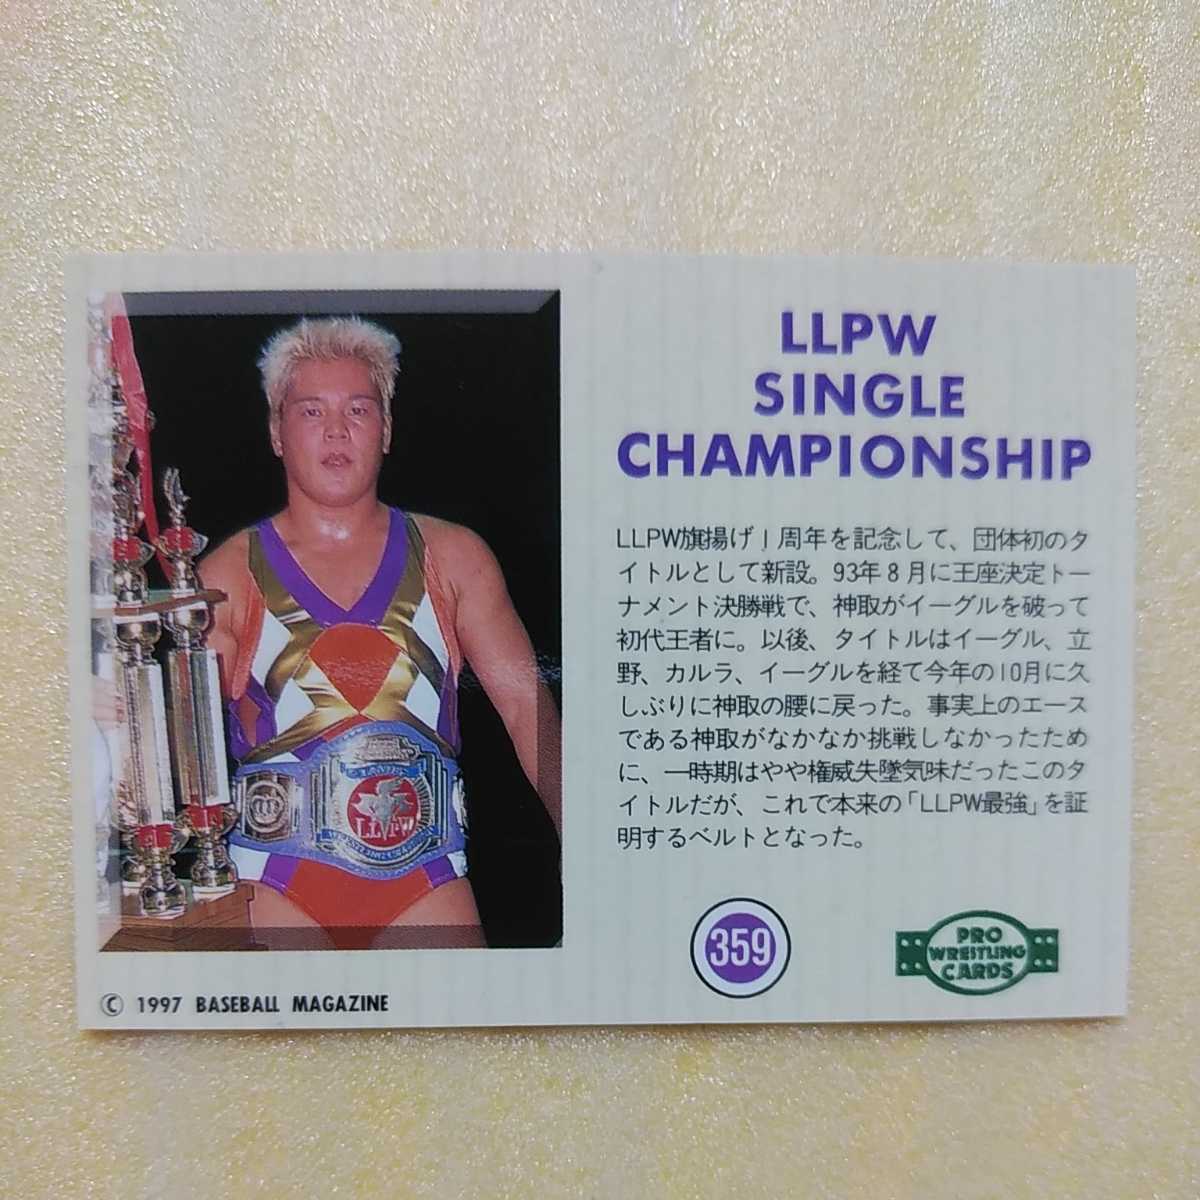 LLPW
SINGLE
CHAMPIONSHIP
LLPW旗揚げ1周年を記念して、団体初のタ
イトルとして新設。93年8月に王座決定トー
ナメント決勝戦で、神取がイーグルを破って
初代王者に。以後、タイトルはイーグル、立
野、カルラ、イーグルを経て今年の10月に久
しぶりに神取の腰に戻った。事実上のエース
である神取がなかなか挑戦しなかったため
に、一時期はやや権威失墜気味だったこのタ
イトルだが、これで本来の「LLPW最強」を証
明するベルトとなった。
LLPW
359
PRO
WRESTLING
CARDS
© 1997 BASEBALL MAGAZINE